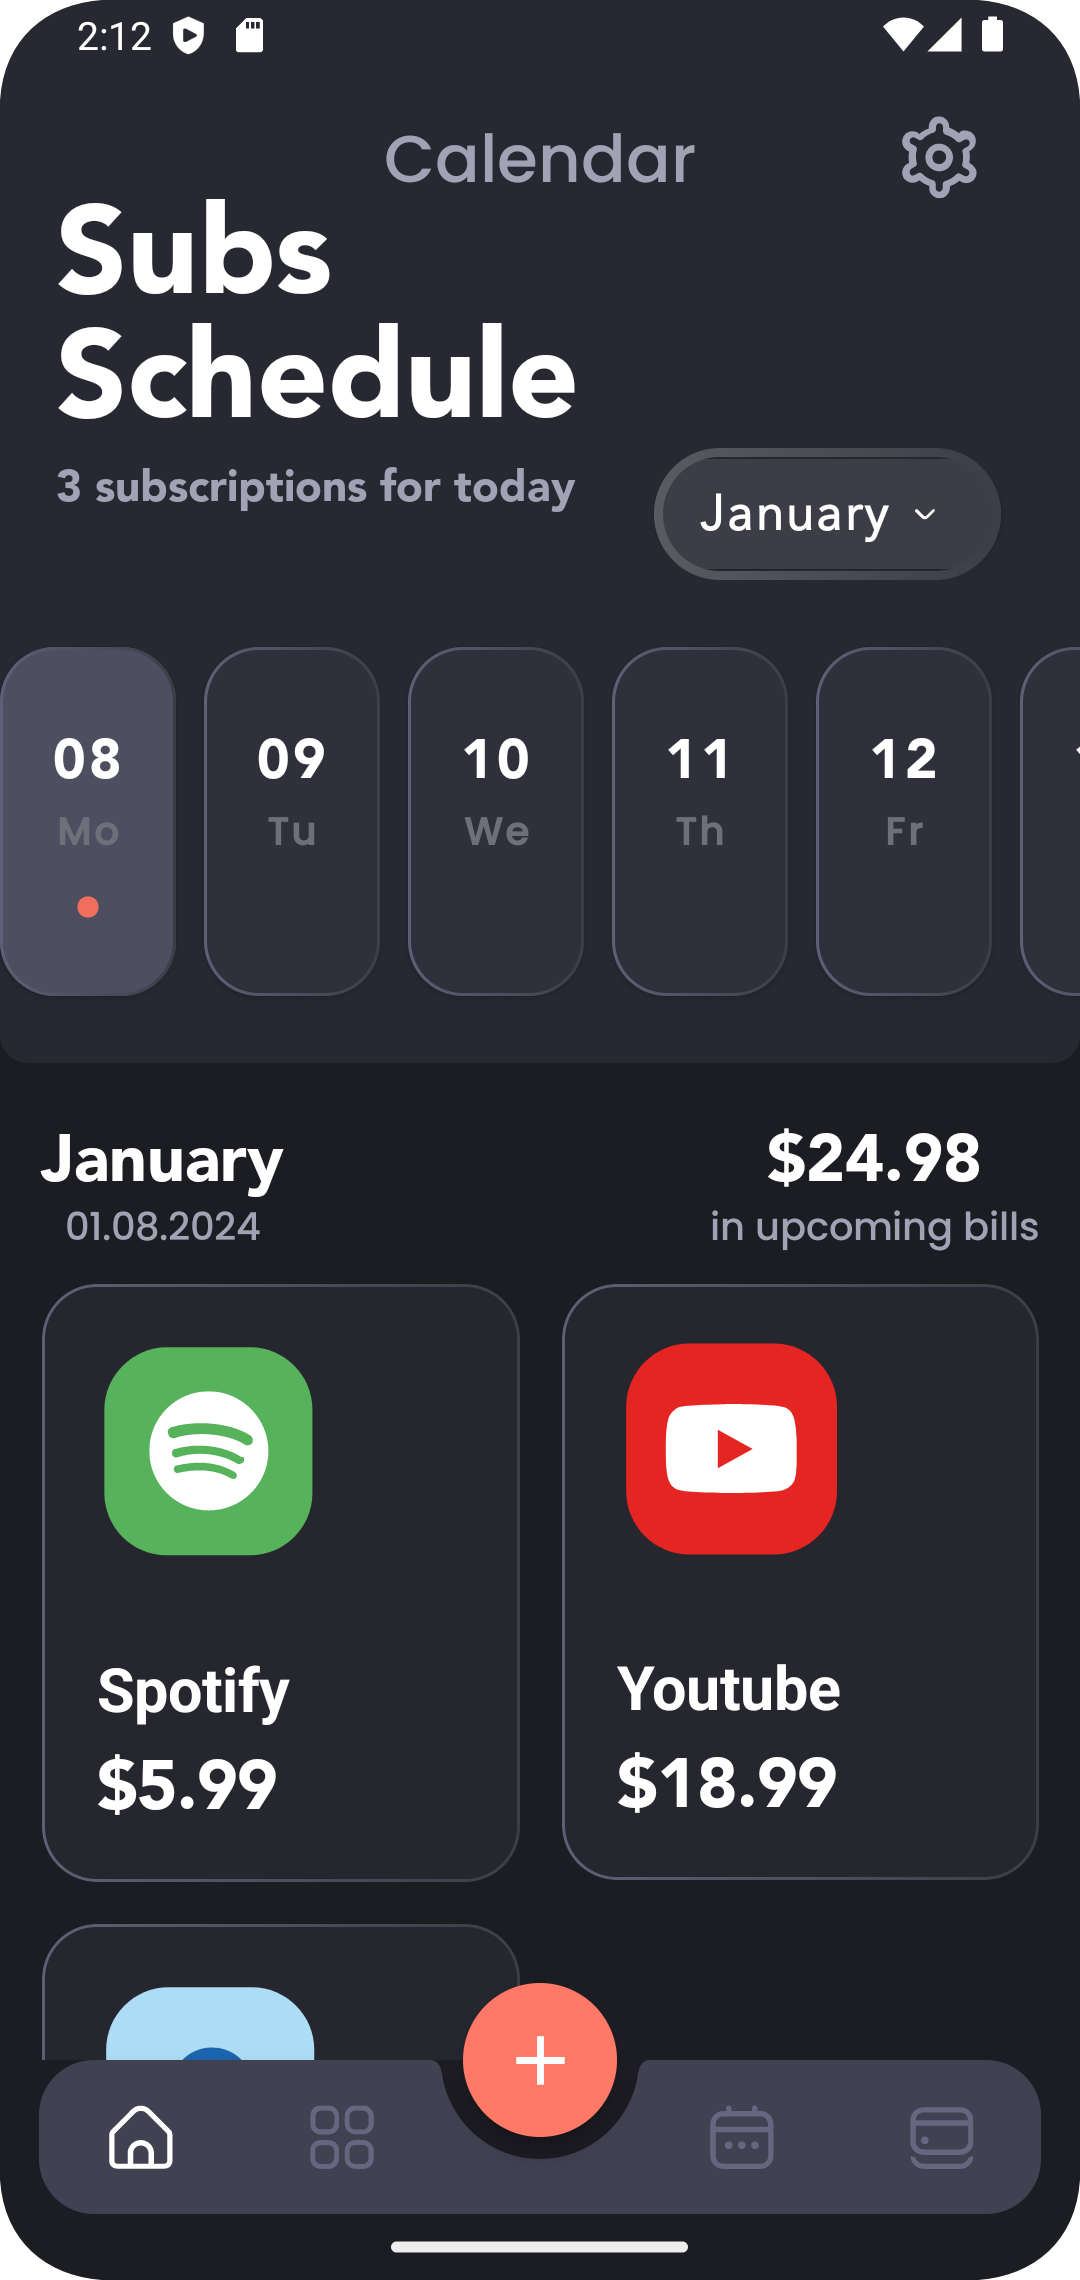 2:12
Calendar
Subs
Schedule
3 subscriptions for today
January
08
Mo
09
Tu
10
We
11
Th
12
Fr
January
01.08.2024
$24.98
in upcoming bills
Spotify
$5.99
Youtube
$18.99